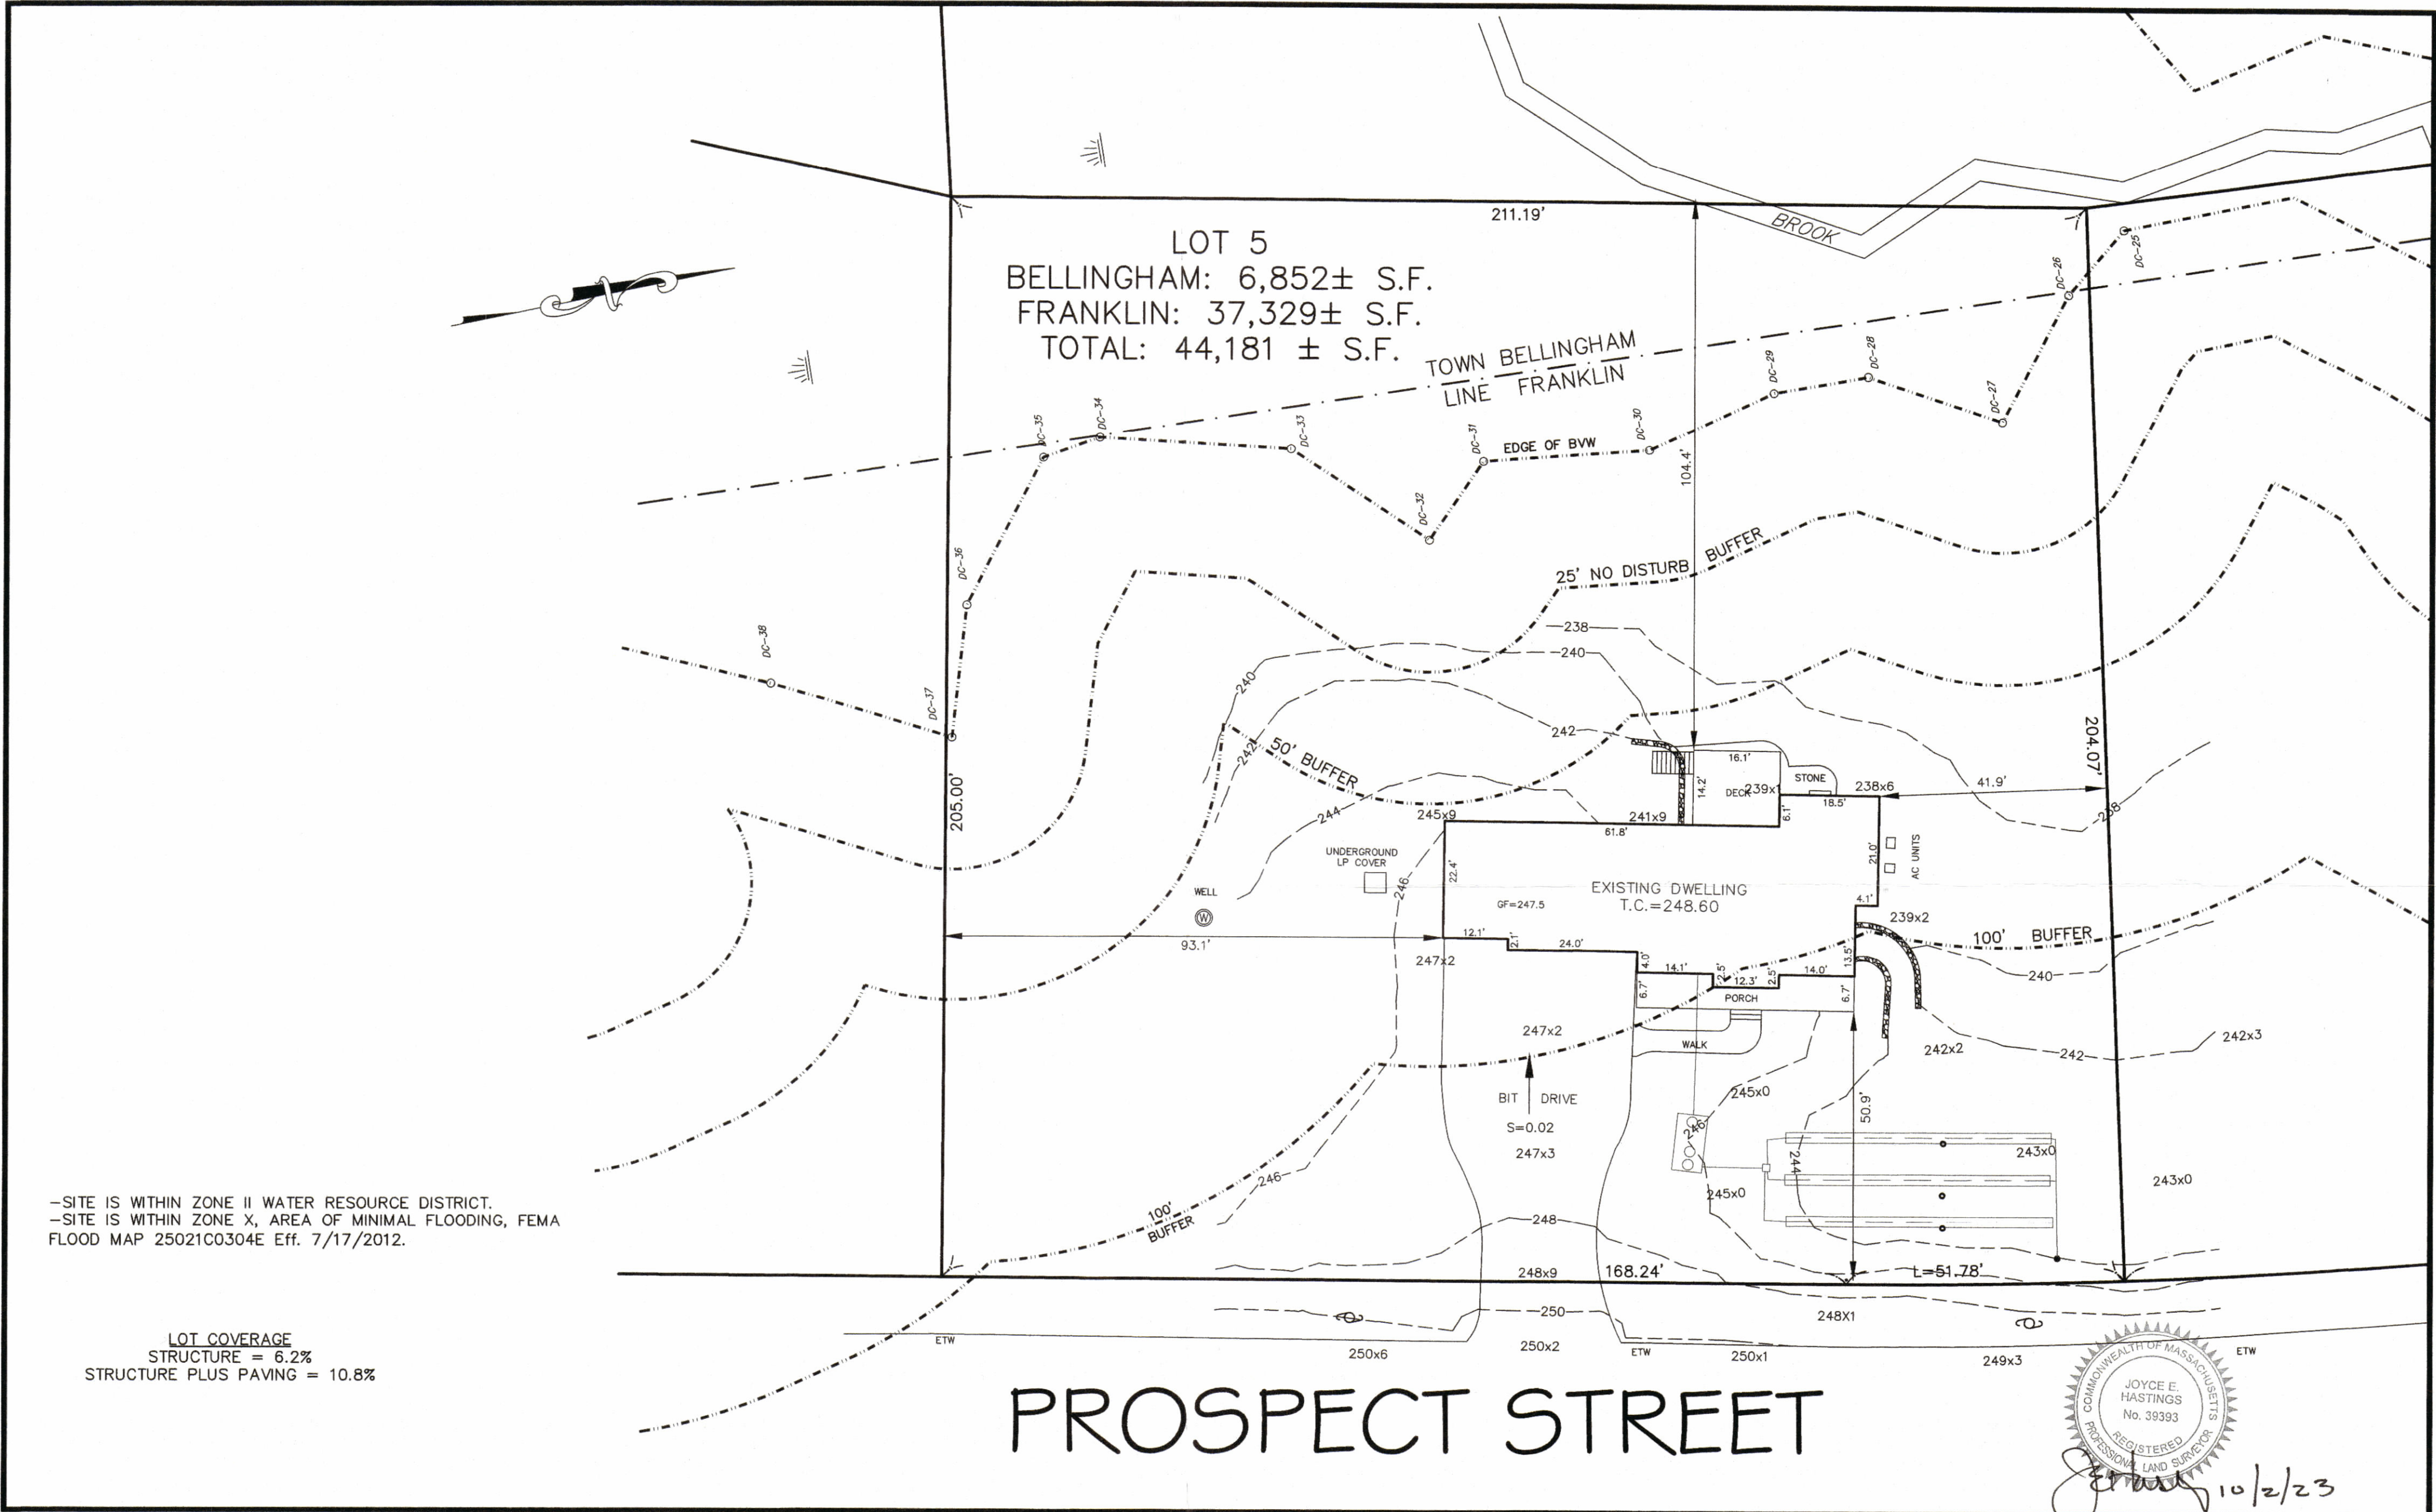 211.19'
BROOK
LOT 5
BELLINGHAM: 6,852± S.F.
FRANKLIN: 37,329± S.F.
TOTAL: 44,181 ± S.F.
TOWN BELLINGHAM
LINE FRANKLIN
DC-25
DC-26
DC-27
DC-28
DC-29
DC-30
DC-31
DC-32
DC-33
DC-34
DC-35
DC-36
DC-37
DC-38
EDGE OF BVW
104.4'
25' NO DISTURB BUFFER
238
240
240
242
242
50' BUFFER
244
205.00'
204.07'
16.1'
14.2'
DECK
239x1
STONE
238x6
18.5'
6.1'
41.9'
238
245x9
241x9
61.8'
UNDERGROUND
LP COVER
22.4'
246
WELL
W
EXISTING DWELLING
T.C.=248.60
GF=247.5
21.0'
AC UNITS
4.1'
239x2
93.1'
12.1'
2.1'
24.0'
247x2
4.0'
14.1'
2.5'
12.3'
2.5'
14.0'
13.5'
100' BUFFER
240
6.7'
PORCH
6.7'
247x2
WALK
242x2
242
242x3
BIT DRIVE
S=0.02
247x3
245x0
50.9'
246
244
243x0
243x0
245x0
246
100'
BUFFER
248
248x9
168.24'
L=51.78'
250
248X1
ETW
250x6
250x2
ETW
250x1
249x3
ETW
-SITE IS WITHIN ZONE II WATER RESOURCE DISTRICT.
-SITE IS WITHIN ZONE X, AREA OF MINIMAL FLOODING, FEMA
FLOOD MAP 25021C0304E Eff. 7/17/2012.
LOT COVERAGE
STRUCTURE = 6.2%
STRUCTURE PLUS PAVING = 10.8%
PROSPECT STREET
COMMONWEALTH OF MASSACHUSETTS
JOYCE E.
HASTINGS
No. 39393
REGISTERED
PROFESSIONAL LAND SURVEYOR
10/2/23